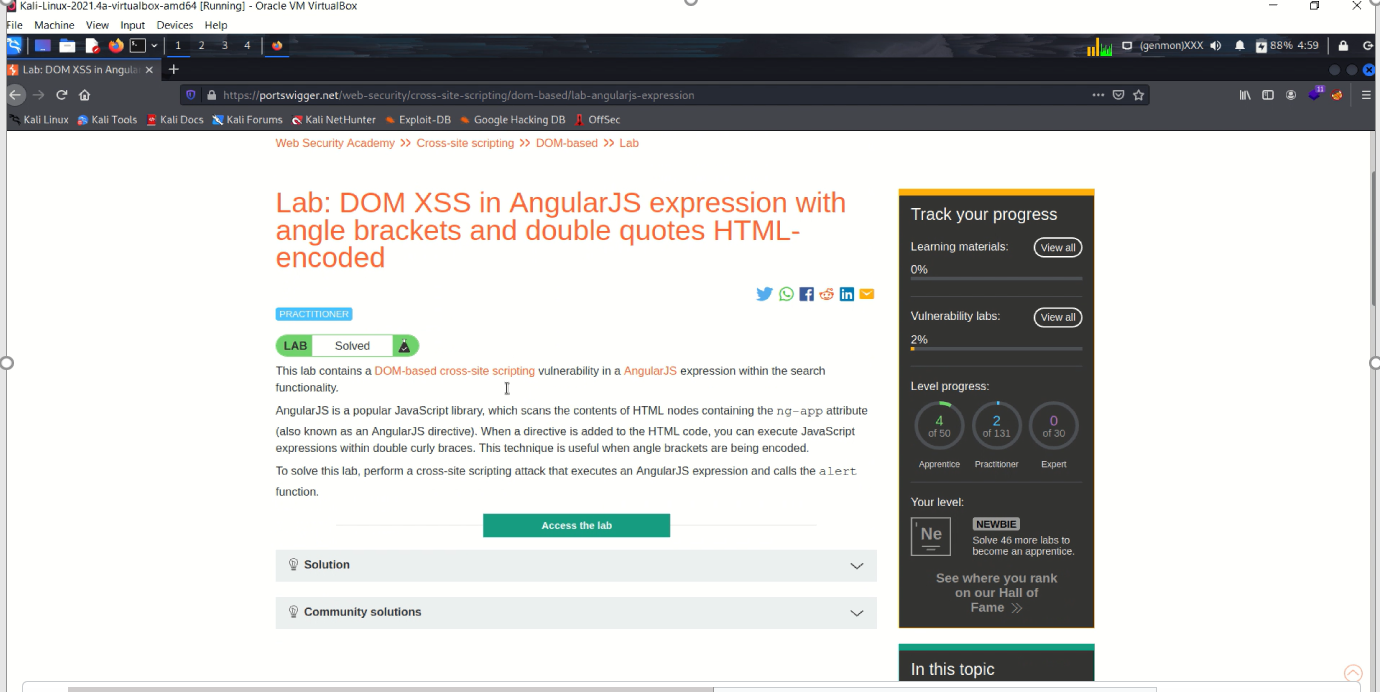 Kali-Linux-2021.4a-virtualbox-amd64 [Running] - Oracle VM VirtualBox
File Machine View Input Devices Help
1 2 3 4 (genmon)XXX 88% 4:59
Lab: DOM XSS in Angula
https://portswigger.net/web-security/cross-site-scripting/dom-based/lab-angularjs-expression
11
Kali Linux Kali Tools Kali Docs Kali Forums Kali NetHunter Exploit-DB Google Hacking DB OffSec
Web Security Academy >> Cross-site scripting >> DOM-based >> Lab
Lab: DOM XSS in AngularJS expression with
angle brackets and double quotes HTML-
encoded
PRACTITIONER
LAB Solved
This lab contains a DOM-based cross-site scripting vulnerability in a AngularJS expression within the search
functionality.
AngularJS is a popular JavaScript library, which scans the contents of HTML nodes containing the ng-app attribute
(also known as an AngularJS directive). When a directive is added to the HTML code, you can execute JavaScript
expressions within double curly braces. This technique is useful when angle brackets are being encoded.
To solve this lab, perform a cross-site scripting attack that executes an AngularJS expression and calls the alert
function.
Access the lab
Solution
Community solutions
Track your progress
Learning materials: View all
0%
Vulnerability labs: View all
2%
Level progress:
4 2 0
of 50 of 131 of 30
Apprentice Practitioner Expert
Your level:
Ne
NEWBIE
Solve 46 more labs to
become an apprentice.
See where you rank
on our Hall of
Fame >>
In this topic